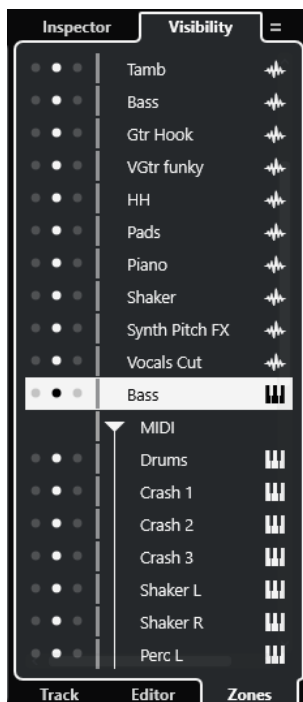 Inspector Visibility
Tamb
Bass
Gtr Hook
VGtr funky
HH
Pads
Piano
Shaker
Synth Pitch FX
Vocals Cut
Bass
MIDI
Drums
Crash 1
Crash 2
Crash 3
Shaker L
Shaker R
Perc L
Track Editor Zones